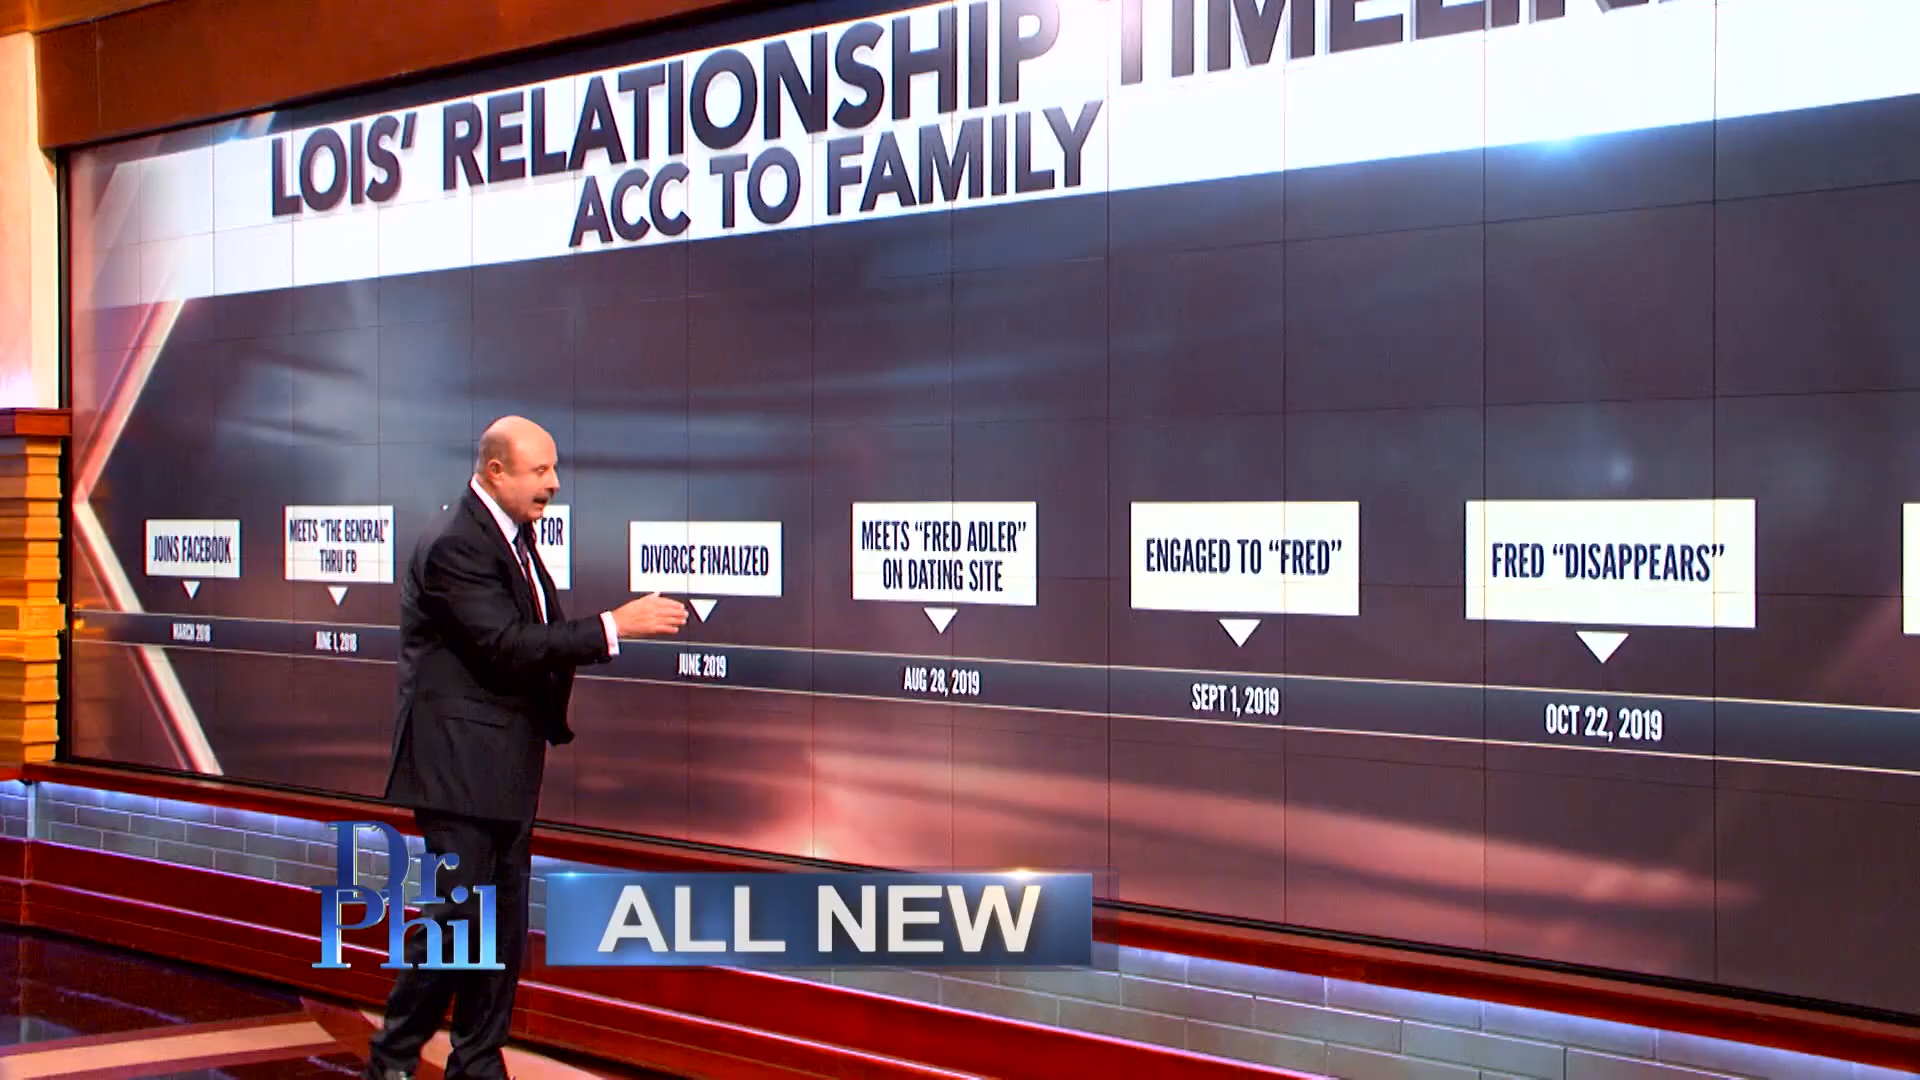 LOIS' RELATIONSHIP TIMELINE
ACC TO FAMILY
JOINS FACEBOOK
MARCH 2018
MEETS "THE GENERAL"
THRU FB
JUNE 1, 2018
FOR
DIVORCE FINALIZED
JUNE 2019
MEETS "FRED ADLER"
ON DATING SITE
AUG 28, 2019
ENGAGED TO "FRED"
SEPT 1, 2019
FRED "DISAPPEARS"
OCT 22, 2019
Dr.
Phil
ALL NEW